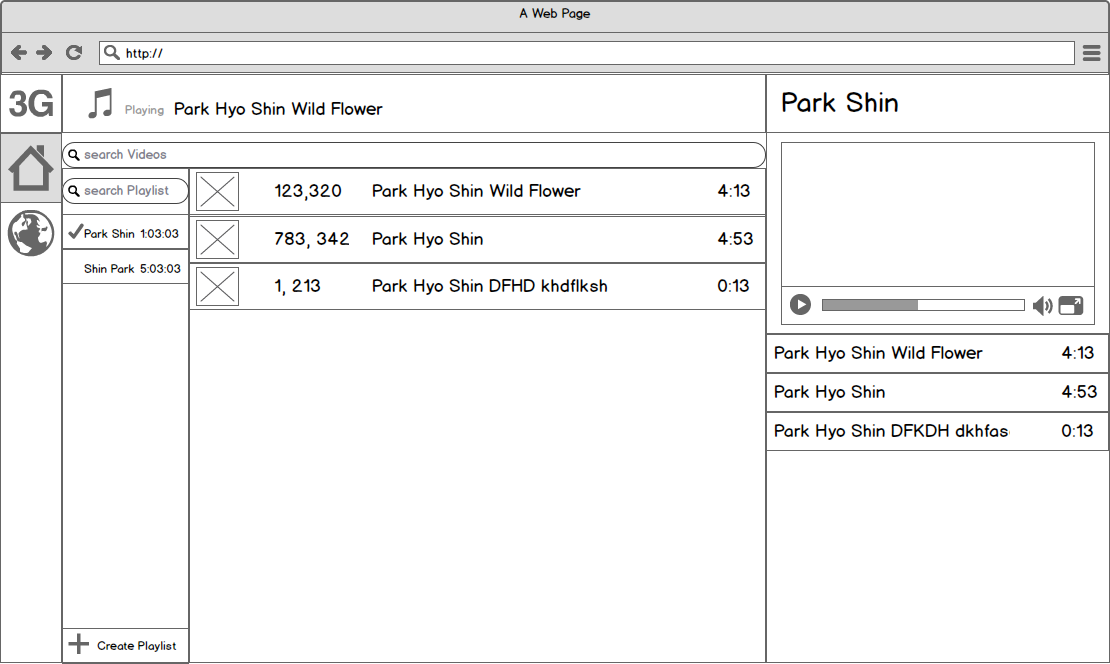 A Web Page
http://
3G
Playing Park Hyo Shin Wild Flower
Park Shin
search Videos
search Playlist
Park Shin 1:03:03
Shin Park 5:03:03
Create Playlist
123,320 Park Hyo Shin Wild Flower 4:13
783, 342 Park Hyo Shin 4:53
1, 213 Park Hyo Shin DFHD khdflksh 0:13
Park Hyo Shin Wild Flower 4:13
Park Hyo Shin 4:53
Park Hyo Shin DFKDH dkhfas 0:13